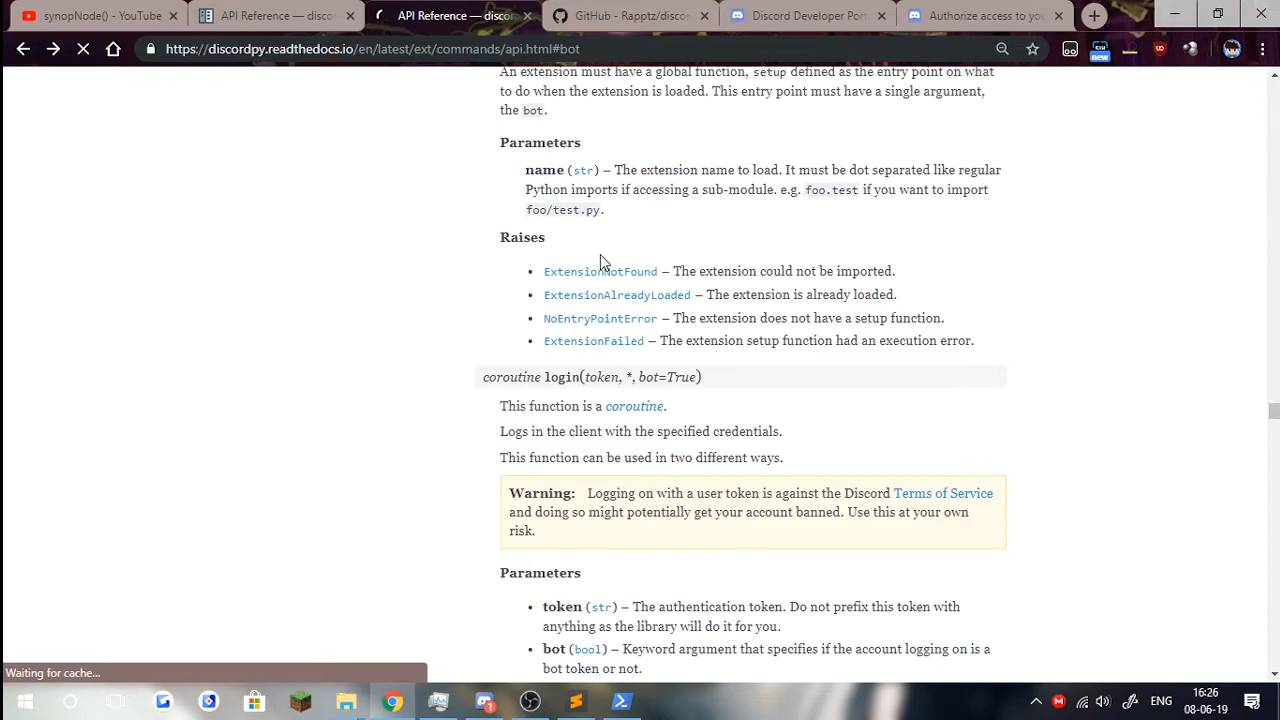 synopNode() - YouTube
API Reference — discor
API Reference — discor
GitHub - Rapptz/discor
Discord Developer Port
Authorize access to you
https://discordpy.readthedocs.io/en/latest/ext/commands/api.html#bot
new
An extension must have a global function, setup defined as the entry point on what
to do when the extension is loaded. This entry point must have a single argument,
the bot.
Parameters
name (str) – The extension name to load. It must be dot separated like regular
Python imports if accessing a sub-module. e.g. foo.test if you want to import
foo/test.py.
Raises
• ExtensionNotFound – The extension could not be imported.
• ExtensionAlreadyLoaded – The extension is already loaded.
• NoEntryPointError – The extension does not have a setup function.
• ExtensionFailed – The extension setup function had an execution error.
coroutine login(token, *, bot=True)
This function is a coroutine.
Logs in the client with the specified credentials.
This function can be used in two different ways.
Warning: Logging on with a user token is against the Discord Terms of Service
and doing so might potentially get your account banned. Use this at your own
risk.
Parameters
• token (str) – The authentication token. Do not prefix this token with
anything as the library will do it for you.
• bot (bool) – Keyword argument that specifies if the account logging on is a
bot token or not.
Waiting for cache...
1
ENG
16:26
08-06-19